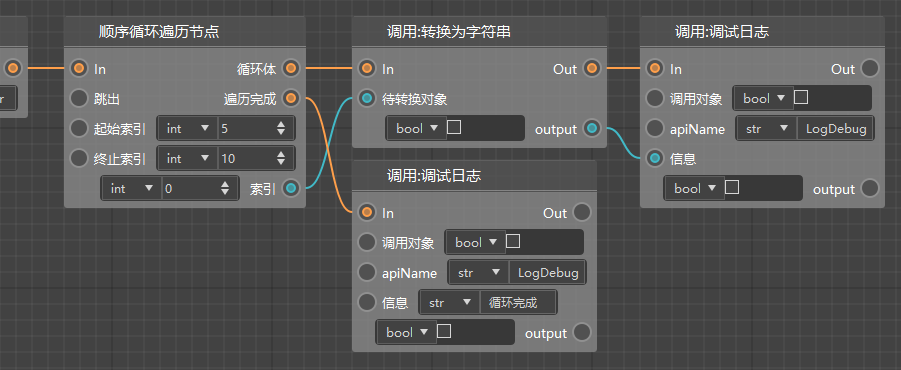 r
顺序循环遍历节点
In 循环体
跳出 遍历完成
起始索引 int 5
终止索引 int 10
int 0 索引
调用:转换为字符串
In Out
待转换对象
bool output
调用:调试日志
In Out
调用对象 bool
apiName str LogDebug
信息
bool output
调用:调试日志
In Out
调用对象 bool
apiName str LogDebug
信息 str 循环完成
bool output